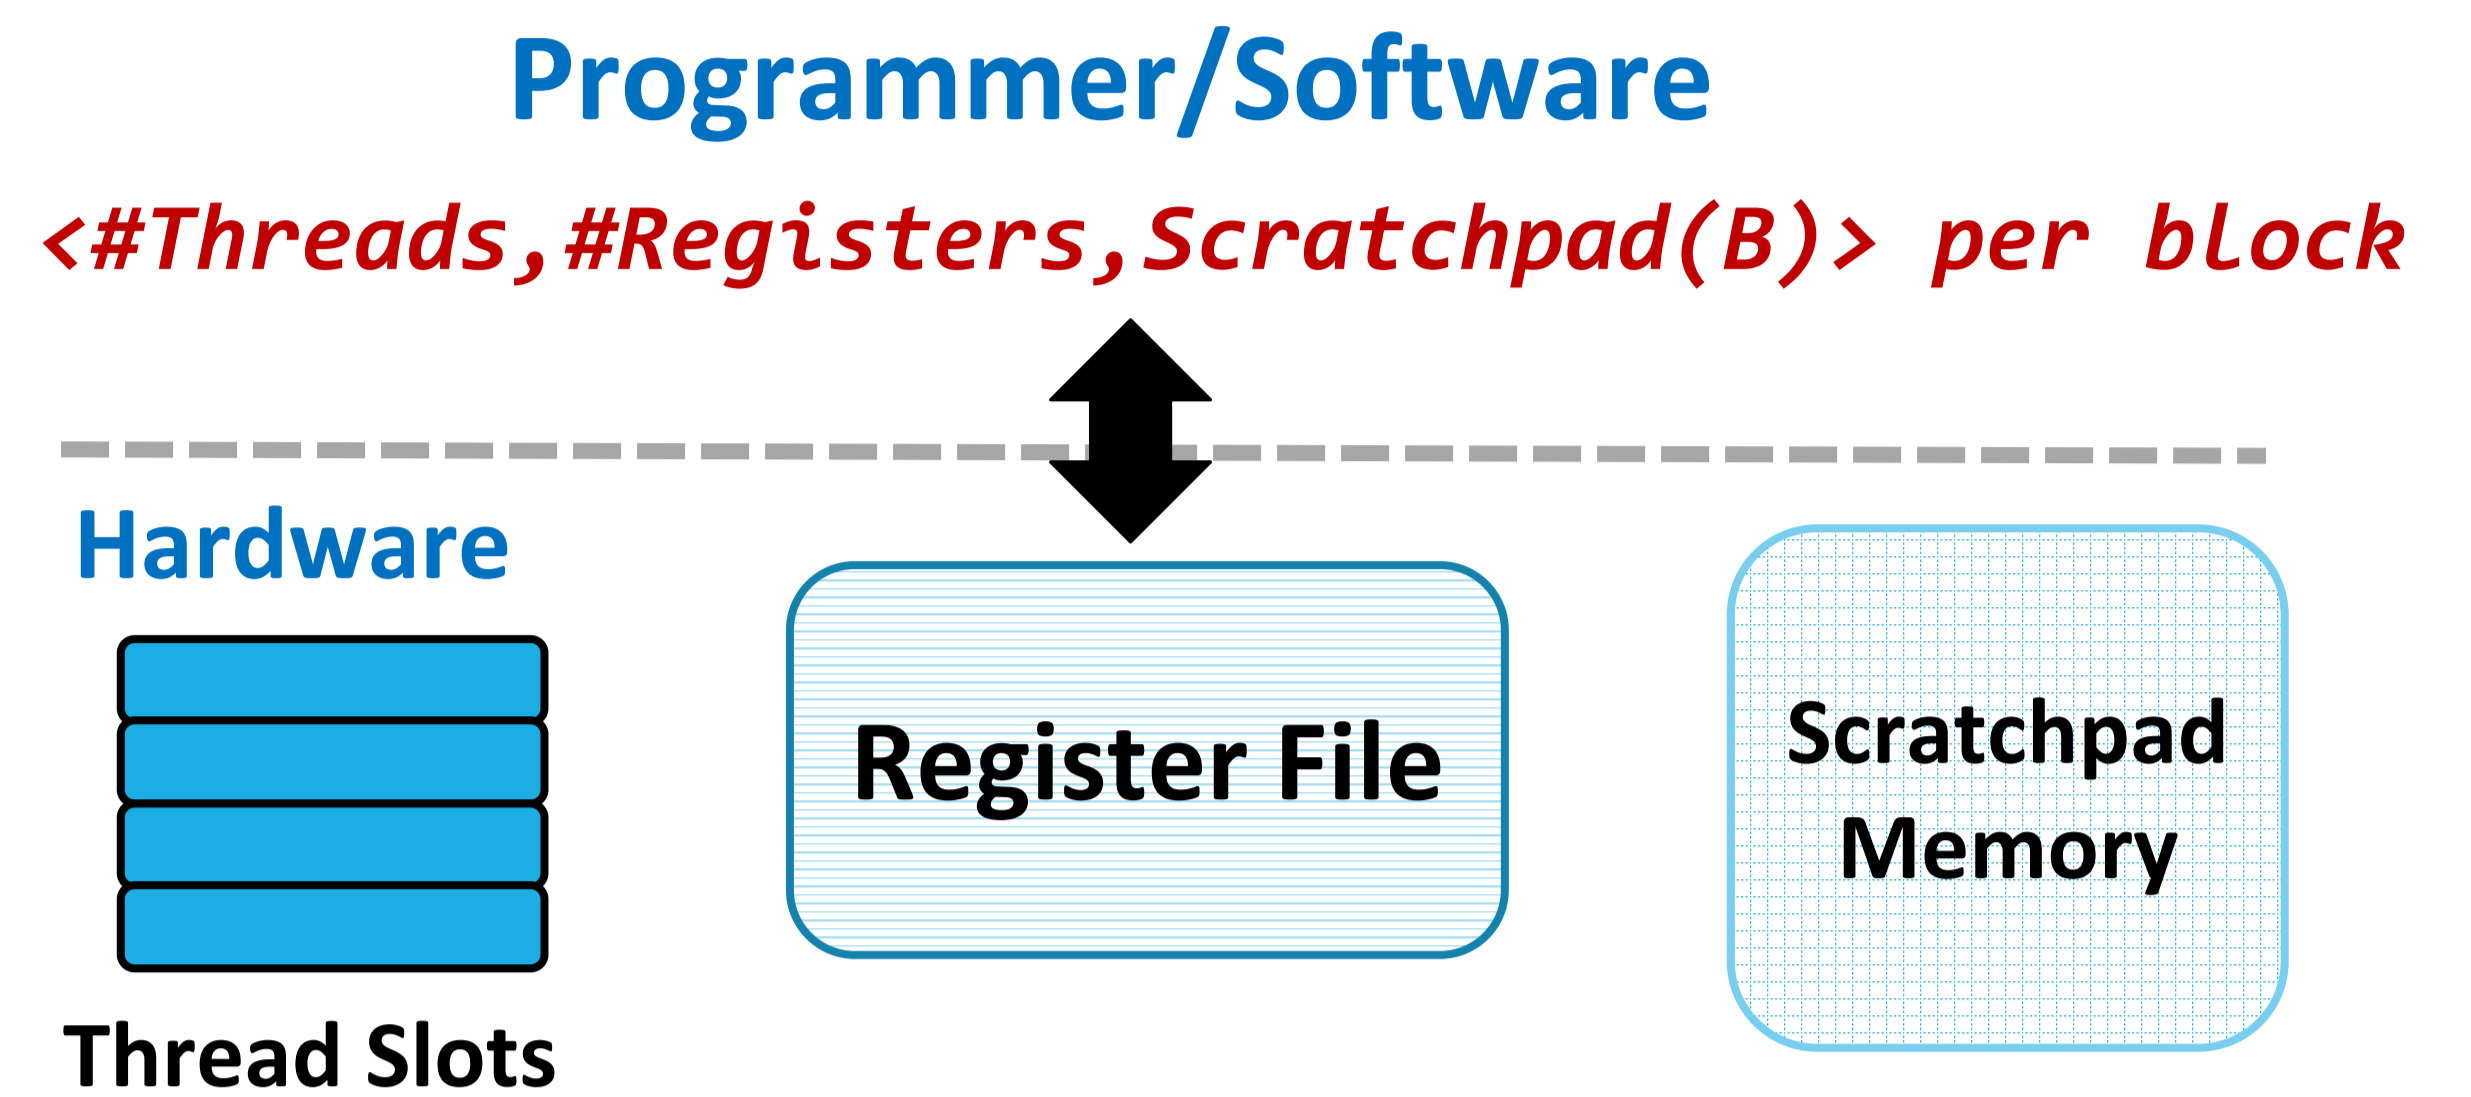 Programmer/Software
<#Threads,#Registers,Scratchpad(B)> per block
Hardware
Thread Slots
Register File
Scratchpad
Memory